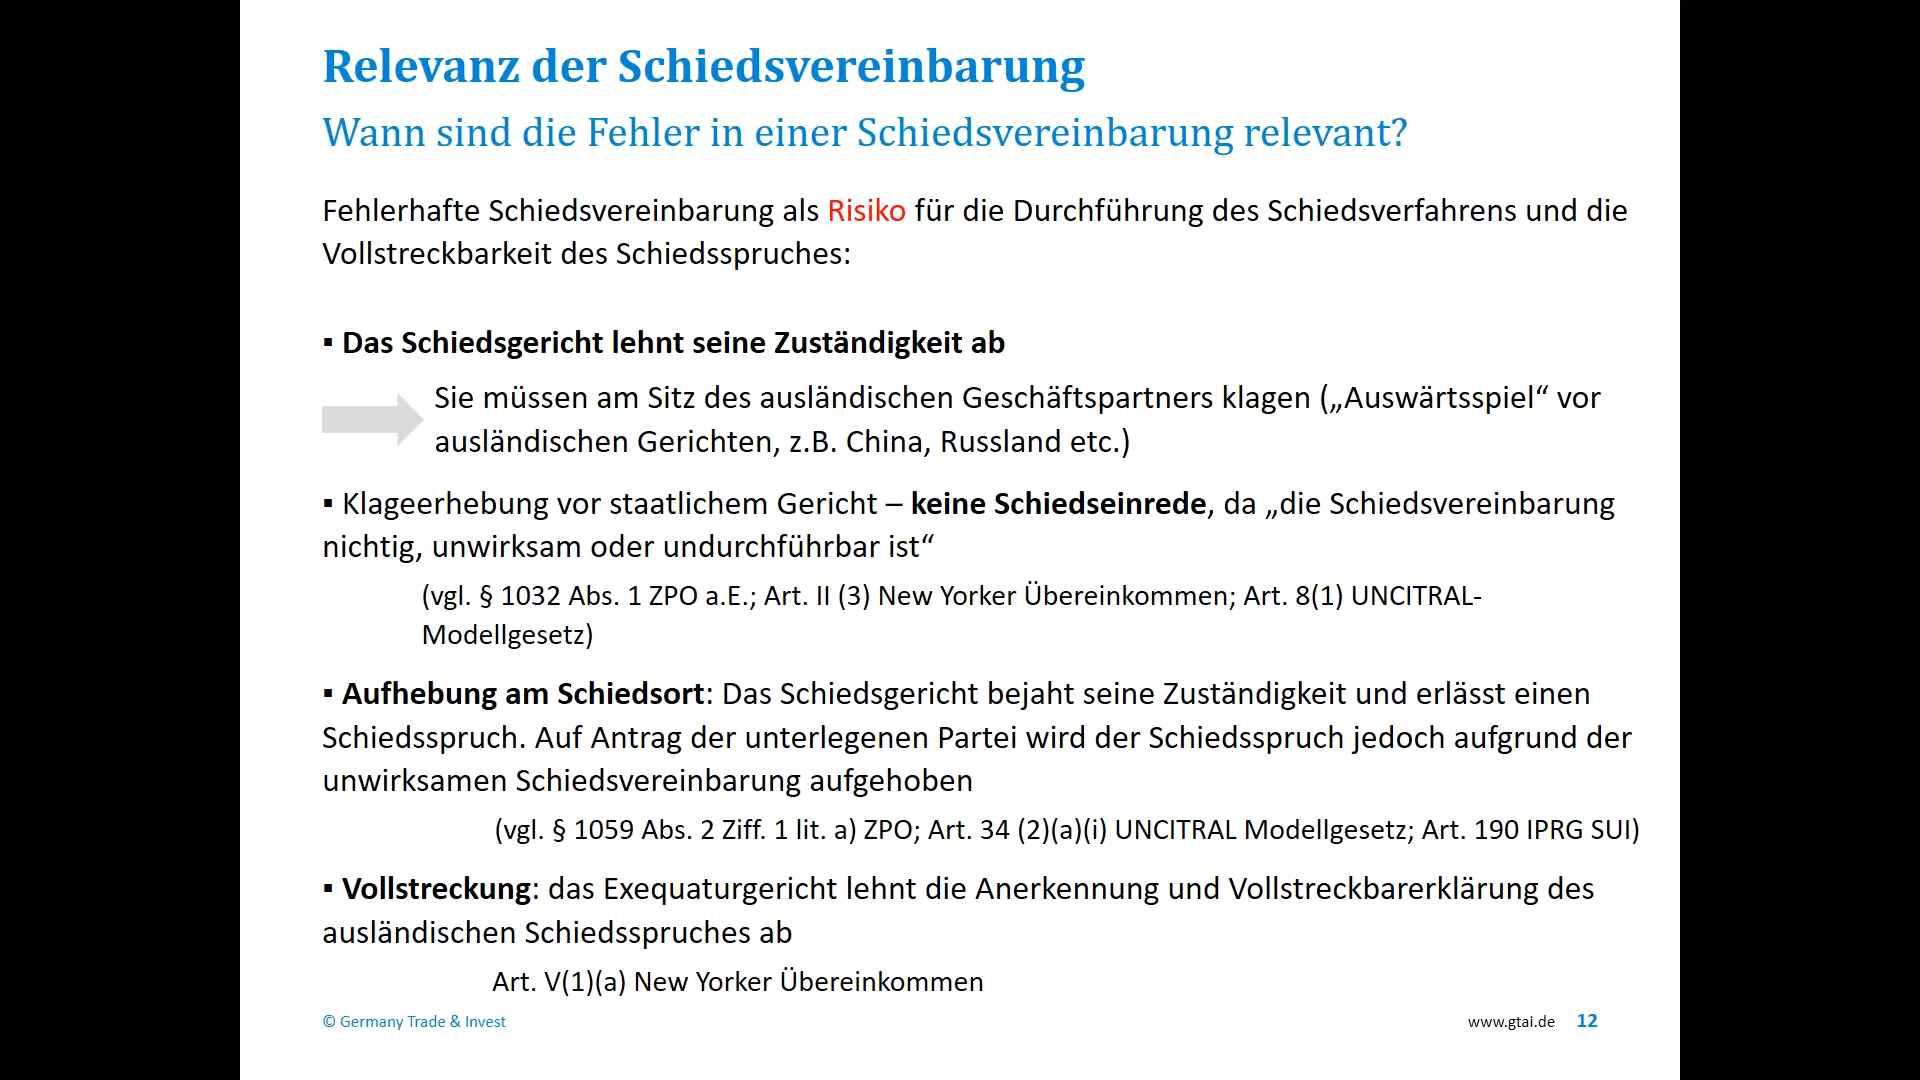 Relevanz der Schiedsvereinbarung
Wann sind die Fehler in einer Schiedsvereinbarung relevant?
Fehlerhafte Schiedsvereinbarung als Risiko für die Durchführung des Schiedsverfahrens und die
Vollstreckbarkeit des Schiedsspruches:
▪ Das Schiedsgericht lehnt seine Zuständigkeit ab
Sie müssen am Sitz des ausländischen Geschäftspartners klagen („Auswärtsspiel“ vor
ausländischen Gerichten, z.B. China, Russland etc.)
▪ Klageerhebung vor staatlichem Gericht – keine Schiedseinrede, da „die Schiedsvereinbarung
nichtig, unwirksam oder undurchführbar ist“
(vgl. § 1032 Abs. 1 ZPO a.E.; Art. II (3) New Yorker Übereinkommen; Art. 8(1) UNCITRAL-
Modellgesetz)
▪ Aufhebung am Schiedsort: Das Schiedsgericht bejaht seine Zuständigkeit und erlässt einen
Schiedsspruch. Auf Antrag der unterlegenen Partei wird der Schiedsspruch jedoch aufgrund der
unwirksamen Schiedsvereinbarung aufgehoben
(vgl. § 1059 Abs. 2 Ziff. 1 lit. a) ZPO; Art. 34 (2)(a)(i) UNCITRAL Modellgesetz; Art. 190 IPRG SUI)
▪ Vollstreckung: das Exequaturgericht lehnt die Anerkennung und Vollstreckbarerklärung des
ausländischen Schiedsspruches ab
Art. V(1)(a) New Yorker Übereinkommen
© Germany Trade & Invest
www.gtai.de 12